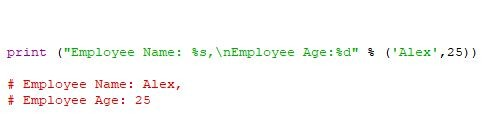 print ("Employee Name: %s,\nEmployee Age:%d" % ('Alex',25))
# Employee Name: Alex,
# Employee Age: 25